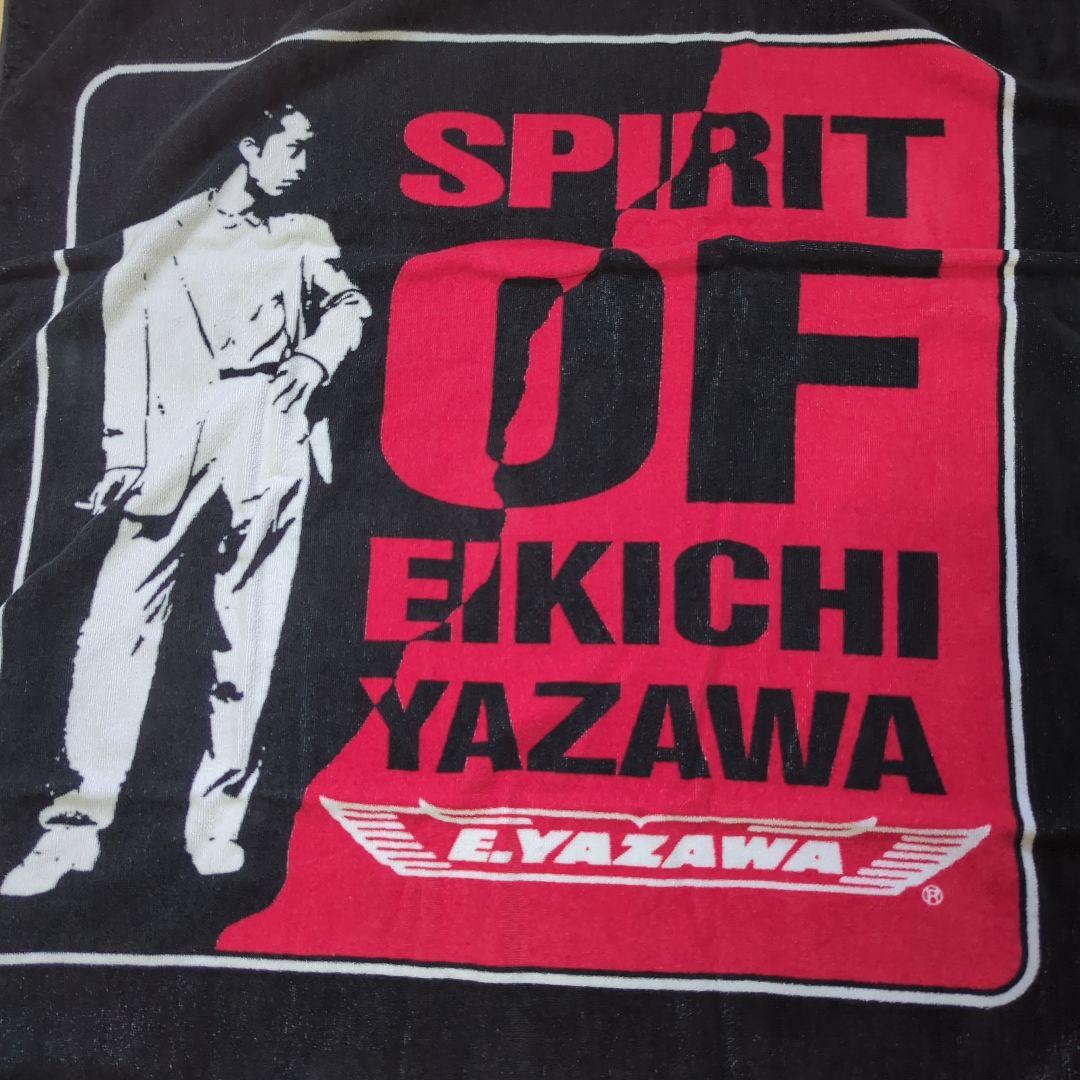 SPIRIT
OF
EIKICHI
YAZAWA
E.YAZAWA
®